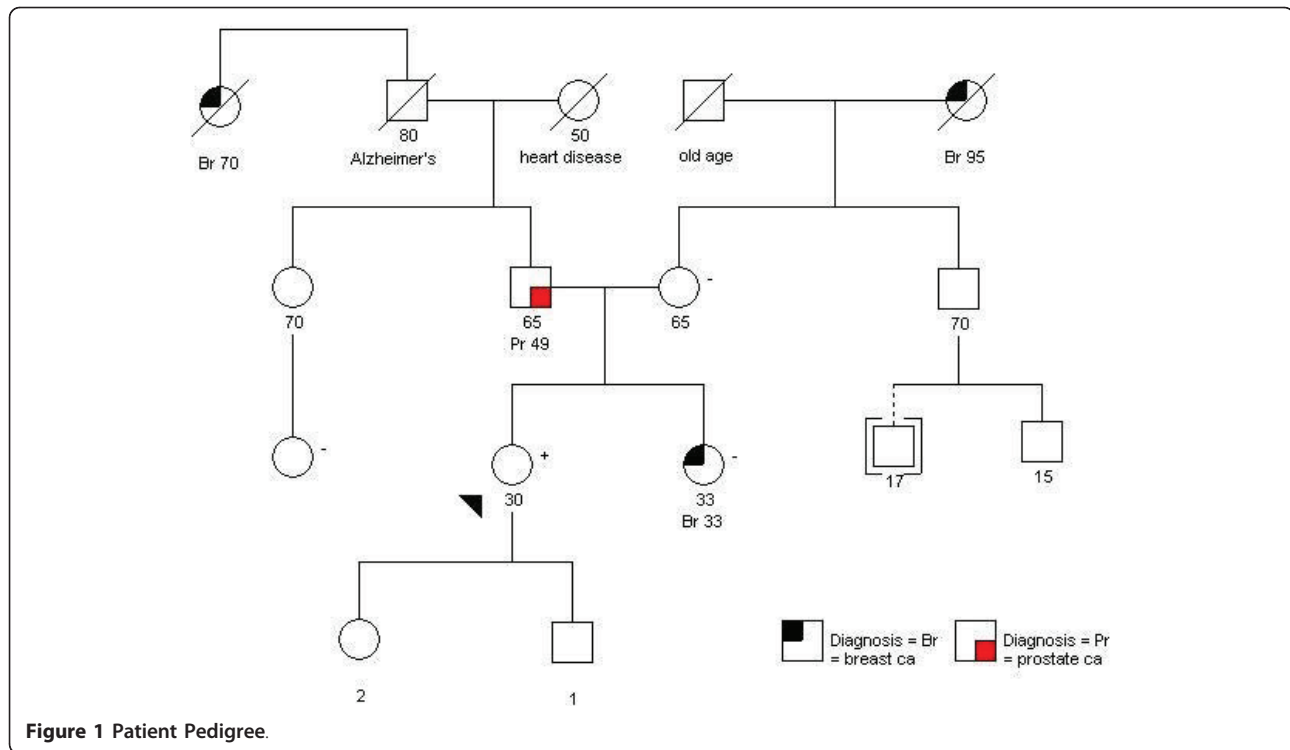 80
50
Br 70
Alzheimer's
heart disease
old age
Br 95
-
70
65
65
70
Pr 49
-
+
-
30
33
17
15
Br 33
Diagnosis = Br
= breast ca
Diagnosis = Pr
= prostate ca
2
1
Figure 1 Patient Pedigree.